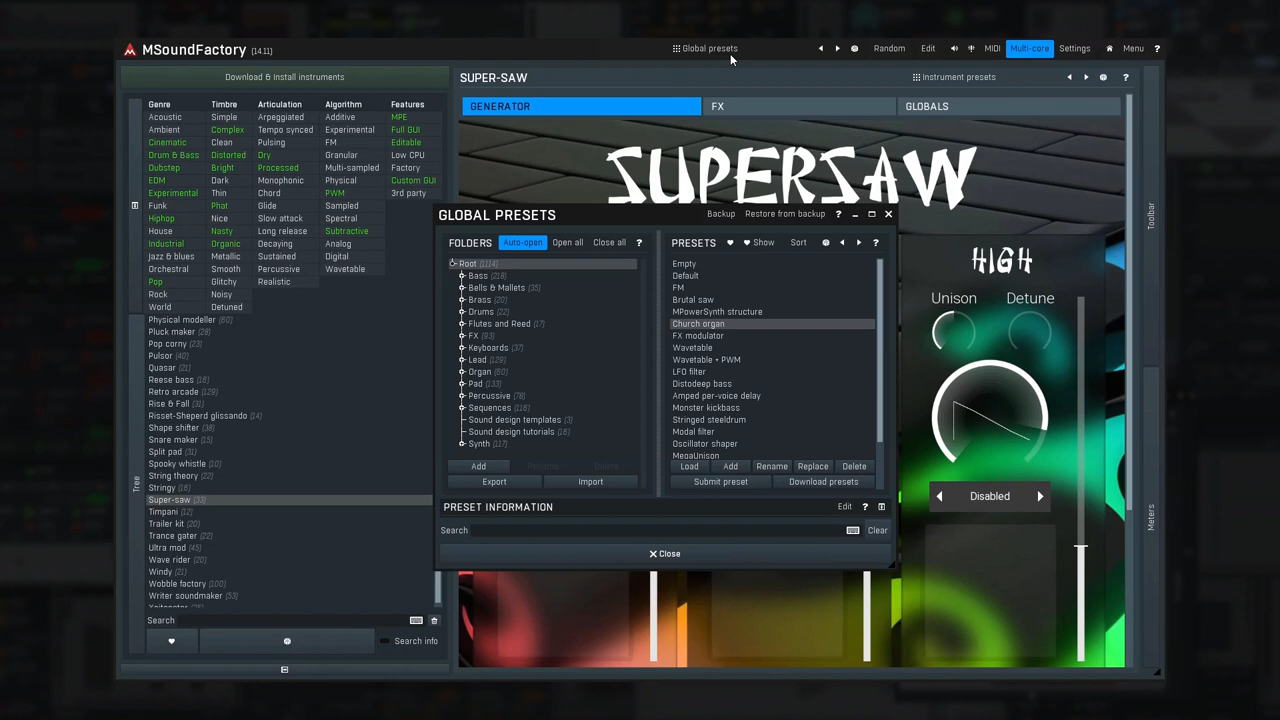 MSoundFactory (14.11)
Global presets
Random
Edit
MIDI
Multi-core
Settings
Menu
?
Download & Install instruments
SUPER-SAW
Instrument presets
?
GENERATOR
FX
GLOBALS
Genre Timbre Articulation Algorithm Features
Acoustic Simple Arpeggiated Additive MPE
Ambient Complex Tempo synced Experimental Full GUI
Cinematic Clean Pulsing FM Editable
Drum & Bass Distorted Dry Granular Low CPU
Dubstep Bright Processed Multi-sampled Factory
EDM Dark Monophonic Physical Custom GUI
Experimental Thin Chord PWM 3rd party
Funk Phat Glide Sampled
Hiphop Nice Slow attack Spectral
House Nasty Long release Subtractive
Industrial Organic Decaying Analog
Jazz & blues Metallic Sustained Digital
Orchestral Smooth Percussive Wavetable
Pop Glitchy Realistic
Rock Noisy
World Detuned
Physical modeller (60)
Pluck maker (28)
Pop corny (23)
Pulsor (40)
Quasar (21)
Reese bass (18)
Retro arcade (129)
Rise & Fall (31)
Risset-Sheperd glissando (14)
Shape shifter (38)
Snare maker (15)
Split pad (31)
Spooky whistle (10)
String theory (22)
Stringy (18)
Super-saw (33)
Timpani (12)
Trailer kit (20)
Trance gater (22)
Ultra mod (45)
Wave rider (20)
Windy (21)
Wobble factory (100)
Writer soundmaker (53)
Search
Search info
Tree
SUPERSAW
HIGH
Unison Detune
Disabled
Toolbar
Meters
GLOBAL PRESETS
Backup Restore from backup ?
FOLDERS Auto-open Open all Close all ?
Root (1114)
Bass (218)
Bells & Mallets (35)
Brass (20)
Drums (22)
Flutes and Reed (17)
FX (93)
Keyboards (37)
Lead (129)
Organ (60)
Pad (133)
Percussive (78)
Sequences (116)
Sound design templates (3)
Sound design tutorials (16)
Synth (117)
Add Rename Delete
Export Import
PRESETS Show Sort ?
Empty
Default
FM
Brutal saw
MPowerSynth structure
Church organ
FX modulator
Wavetable
Wavetable + PWM
LFO filter
Distodeep bass
Amped per-voice delay
Monster kickbass
Stringed steeldrum
Modal filter
Oscillator shaper
MegaUnison
Load Add Rename Replace Delete
Submit preset Download presets
PRESET INFORMATION Edit ?
Search Clear
Close